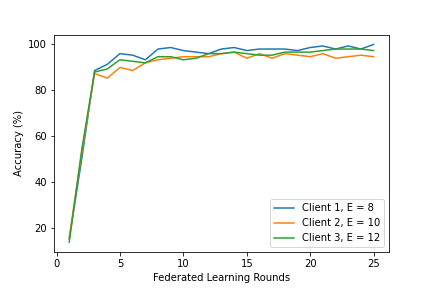 100
80
60
40
20
Accuracy (%)
Client 1, E = 8
Client 2, E = 10
Client 3, E = 12
0
5
10
15
20
25
Federated Learning Rounds